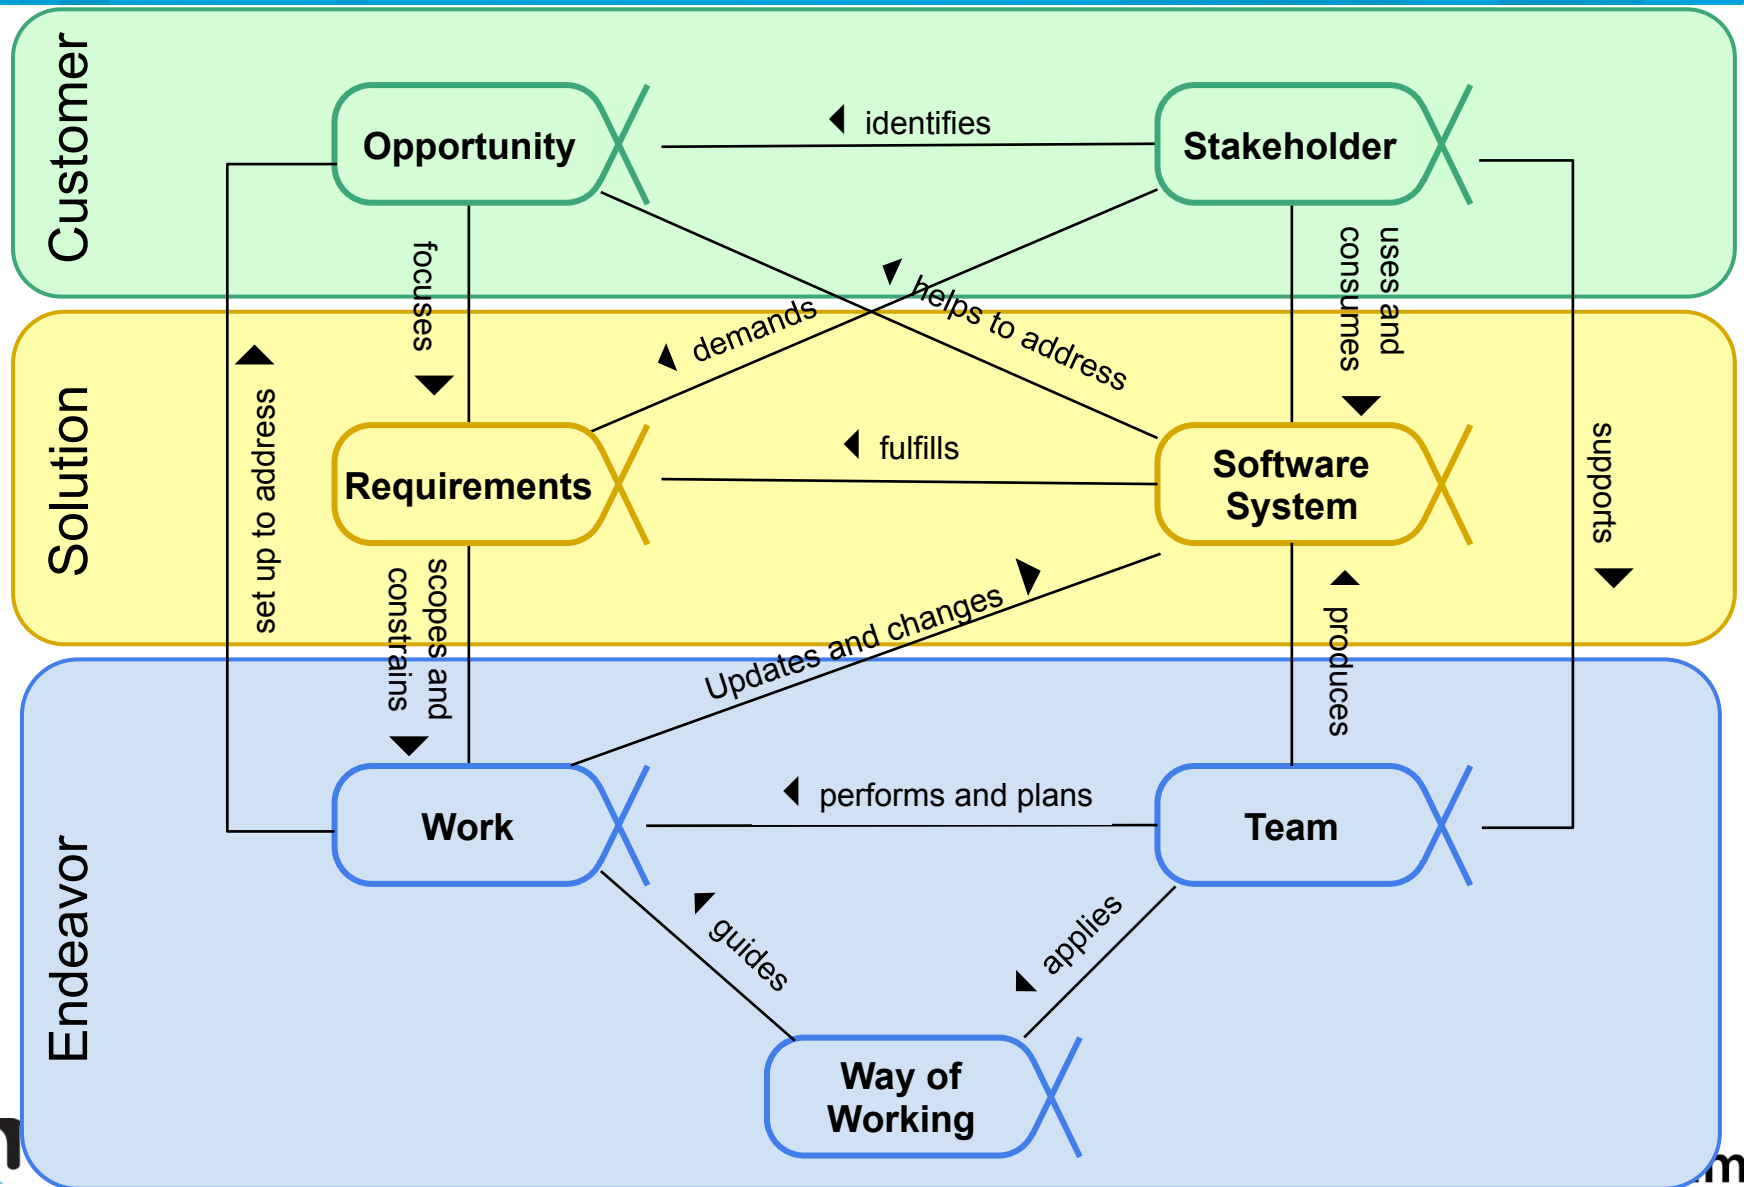 Customer
Opportunity
identifies
Stakeholder
focuses
demands
helps to address
uses and
consumes
Solution
set up to address
Requirements
fulfills
Software
System
supports
scopes and
constrains
Updates and changes
produces
Endeavor
Work
performs and plans
Team
guides
applies
Way of
Working